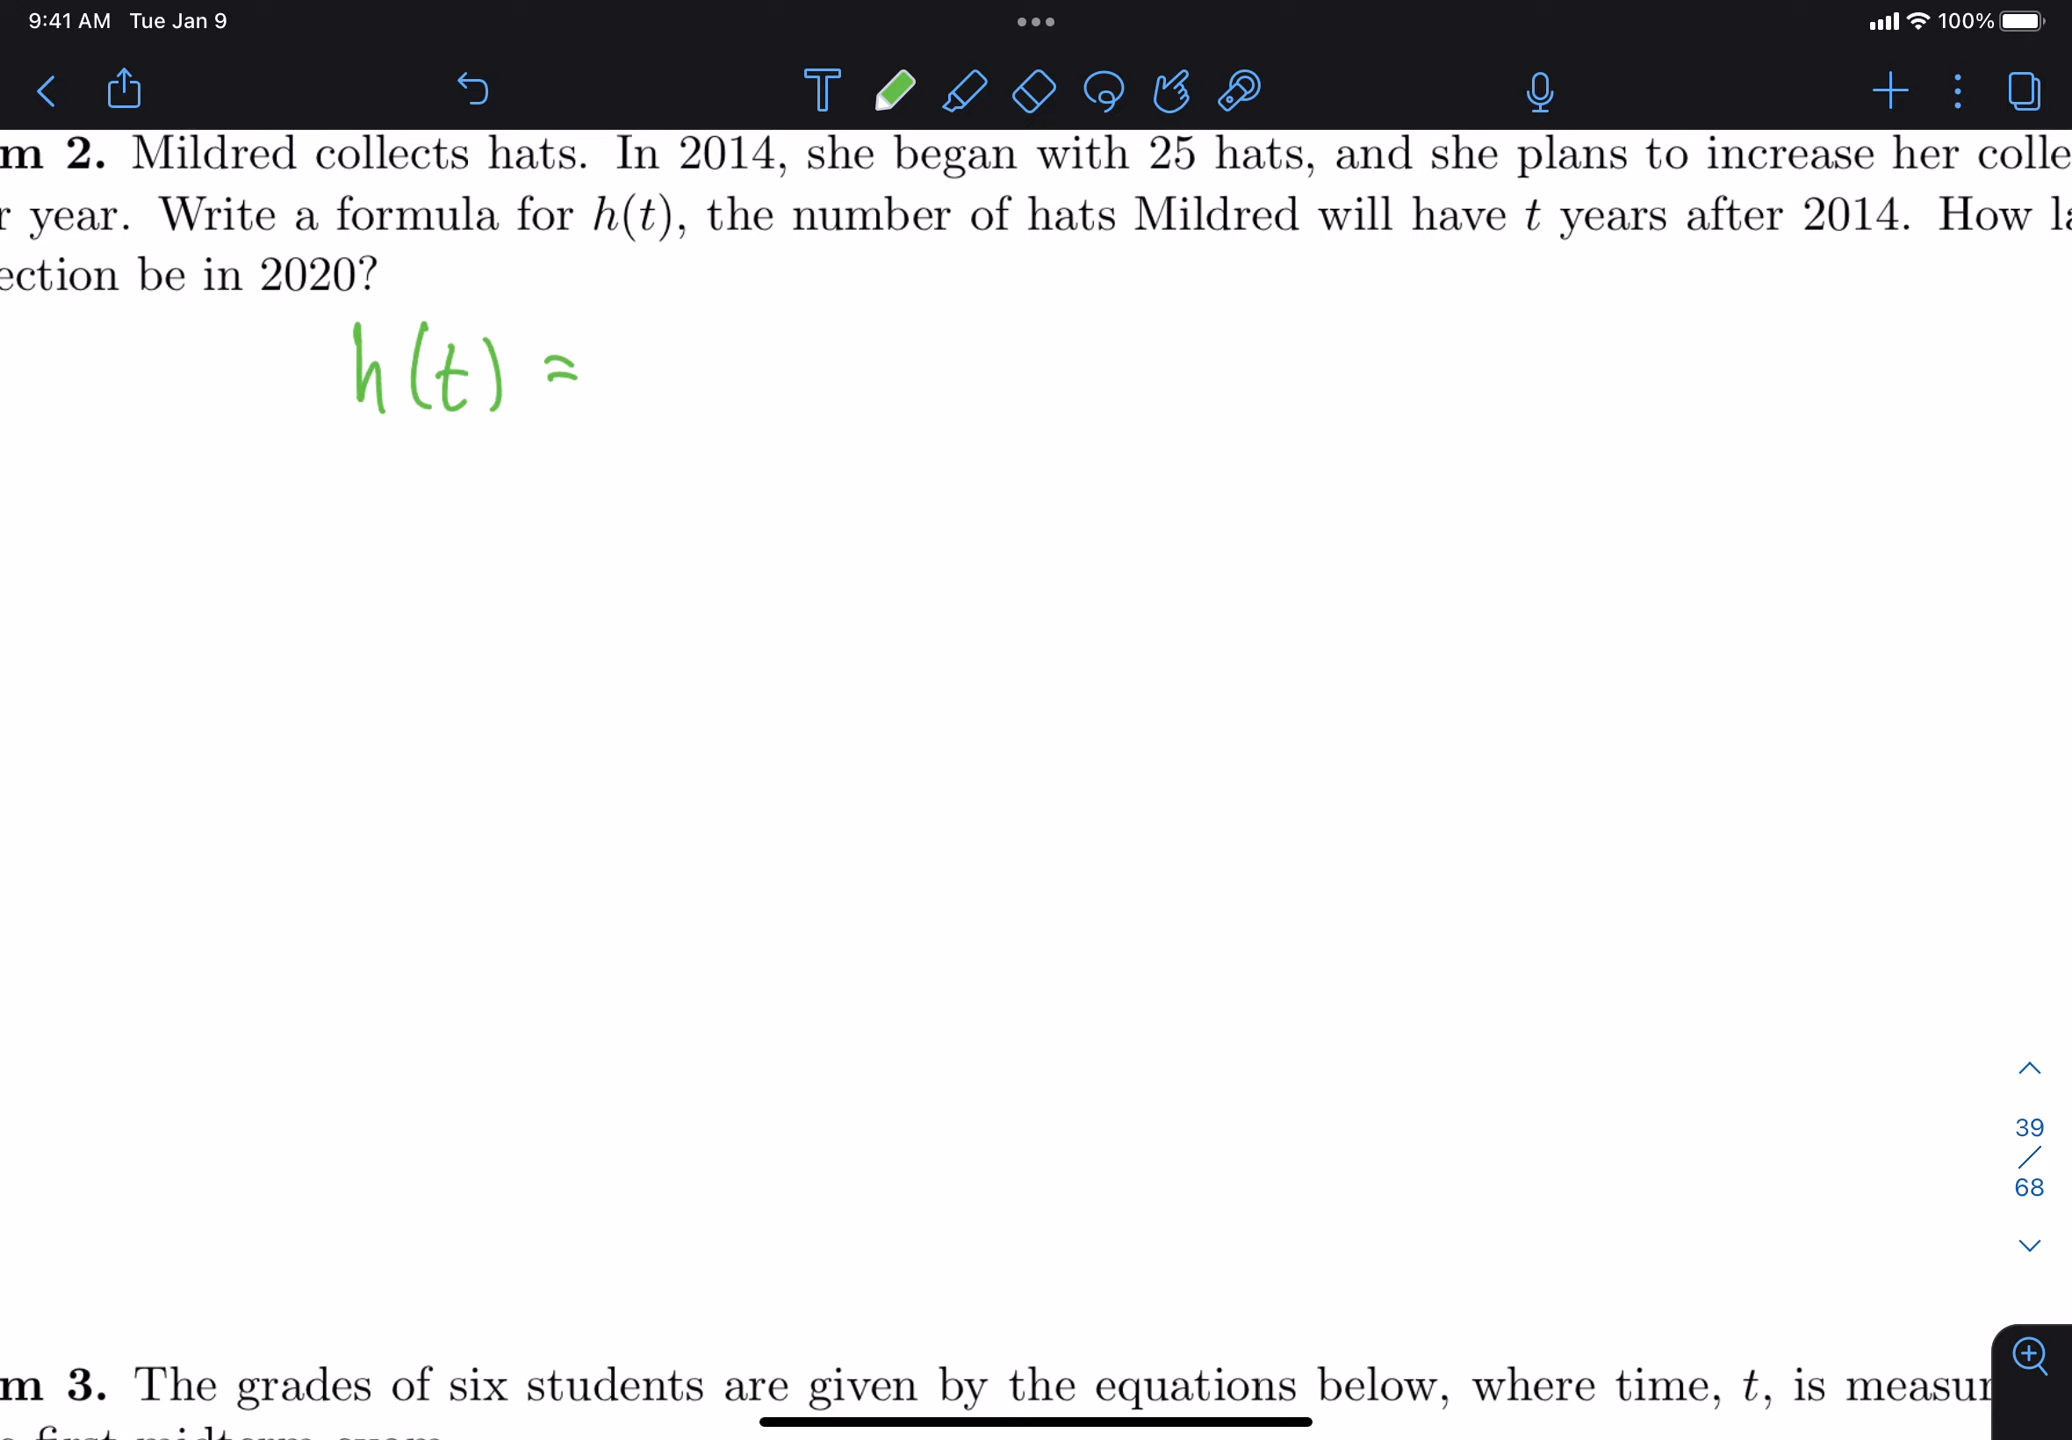 9:41 AM Tue Jan 9
100%
m 2. Mildred collects hats. In 2014, she began with 25 hats, and she plans to increase her colle
r year. Write a formula for h(t), the number of hats Mildred will have t years after 2014. How la
ection be in 2020?
h(t) =
39
/
68
m 3. The grades of six students are given by the equations below, where time, t, is measur
first midterm exam